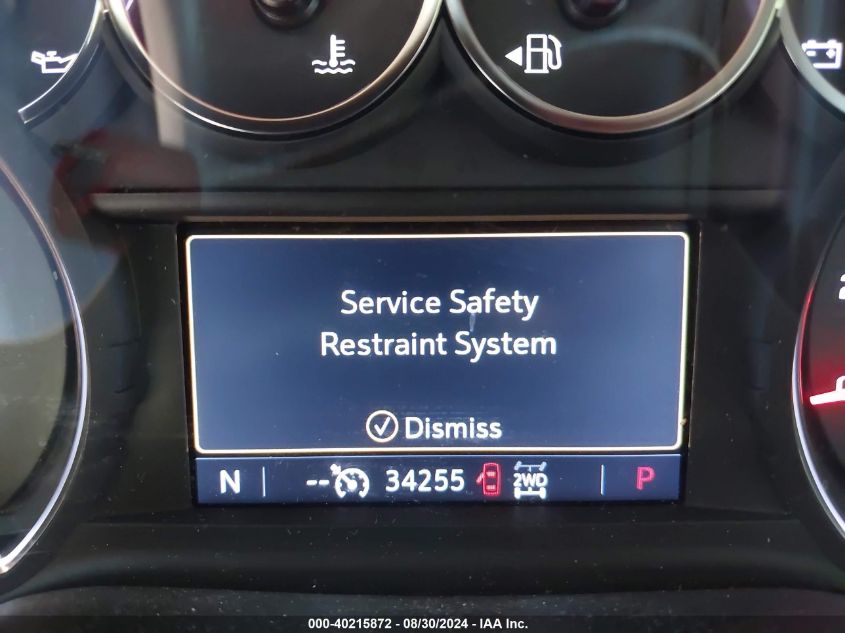 Service Safety
Restraint System
Dismiss
N -- 34255 2WD P
000-40215872 - 08/30/2024 - IAA Inc.